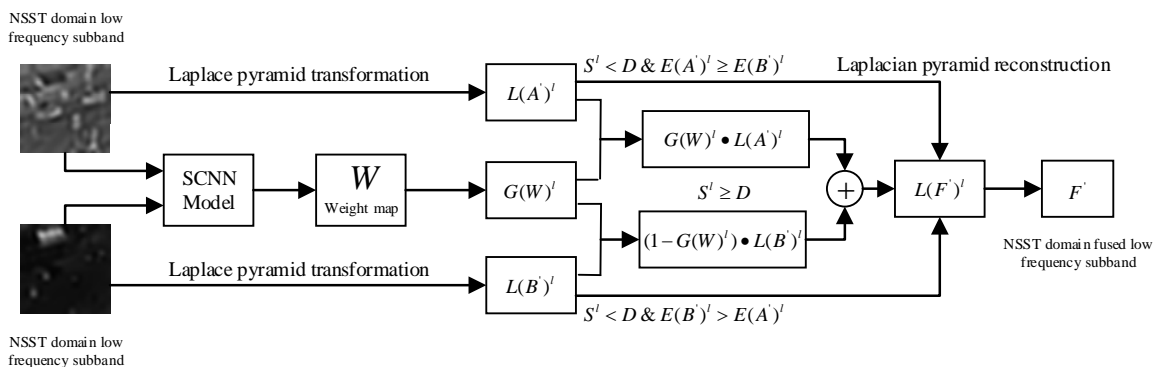 NSST domain low
frequency subband
Laplace pyramid transformation
L(A')^l
S^l < D & E(A')^l ≥ E(B')^l
Laplacian pyramid reconstruction
G(W)^l • L(A')^l
SCNN
Model
W
Weight map
G(W)^l
S^l ≥ D
+
L(F')^l
F'
(1−G(W)^l) • L(B')^l
NSST domain fused low
frequency subband
Laplace pyramid transformation
L(B')^l
S^l < D & E(B')^l > E(A')^l
NSST domain low
frequency subband